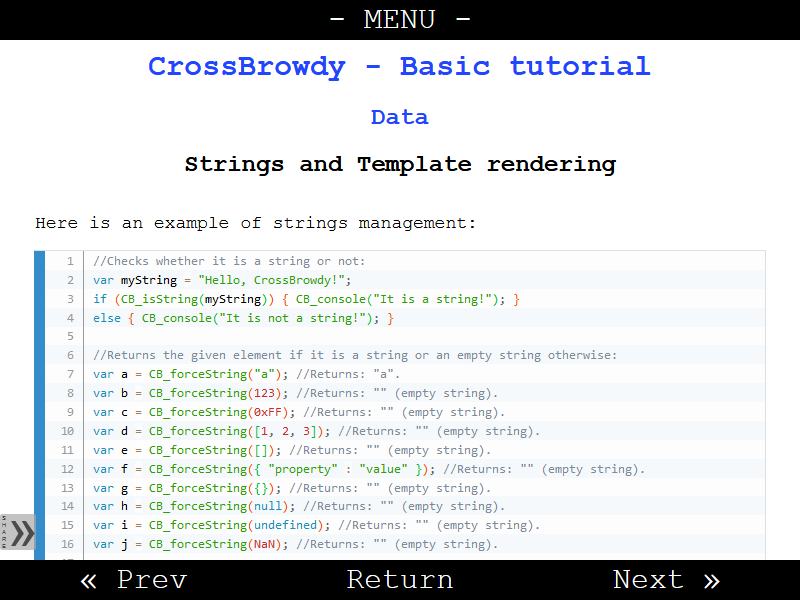 - MENU -
CrossBrowdy - Basic tutorial
Data
Strings and Template rendering
Here is an example of strings management:
1 //Checks whether it is a string or not:
2 var myString = "Hello, CrossBrowdy!";
3 if (CB_isString(myString)) { CB_console("It is a string!"); }
4 else { CB_console("It is not a string!"); }
5
6 //Returns the given element if it is a string or an empty string otherwise:
7 var a = CB_forceString("a"); //Returns: "a".
8 var b = CB_forceString(123); //Returns: "" (empty string).
9 var c = CB_forceString(0xFF); //Returns: "" (empty string).
10 var d = CB_forceString([1, 2, 3]); //Returns: "" (empty string).
11 var e = CB_forceString([]); //Returns: "" (empty string).
12 var f = CB_forceString({ "property" : "value" }); //Returns: "" (empty string).
13 var g = CB_forceString({}); //Returns: "" (empty string).
14 var h = CB_forceString(null); //Returns: "" (empty string).
15 var i = CB_forceString(undefined); //Returns: "" (empty string).
16 var j = CB_forceString(NaN); //Returns: "" (empty string).
SHARE »
« Prev Return Next »